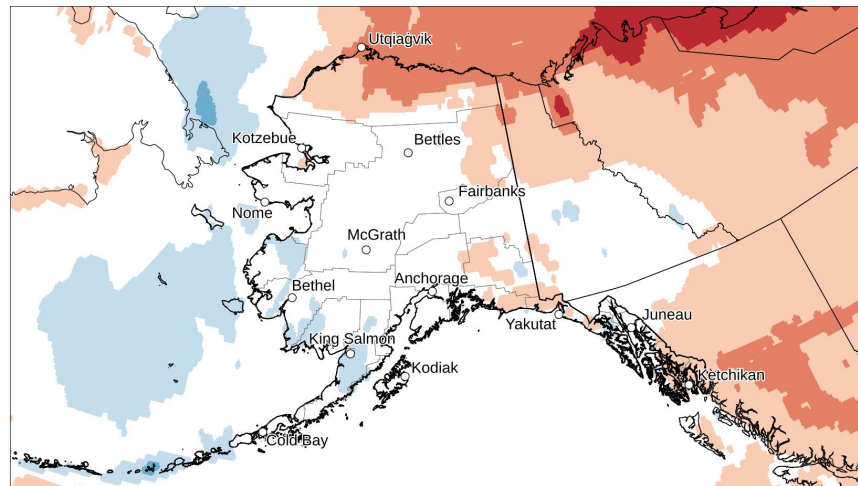 Utqiaġvik
Kotzebue
Bettles
Fairbanks
Nome
McGrath
Anchorage
Bethel
Yakutat
Juneau
King Salmon
Kodiak
Ketchikan
Cold Bay